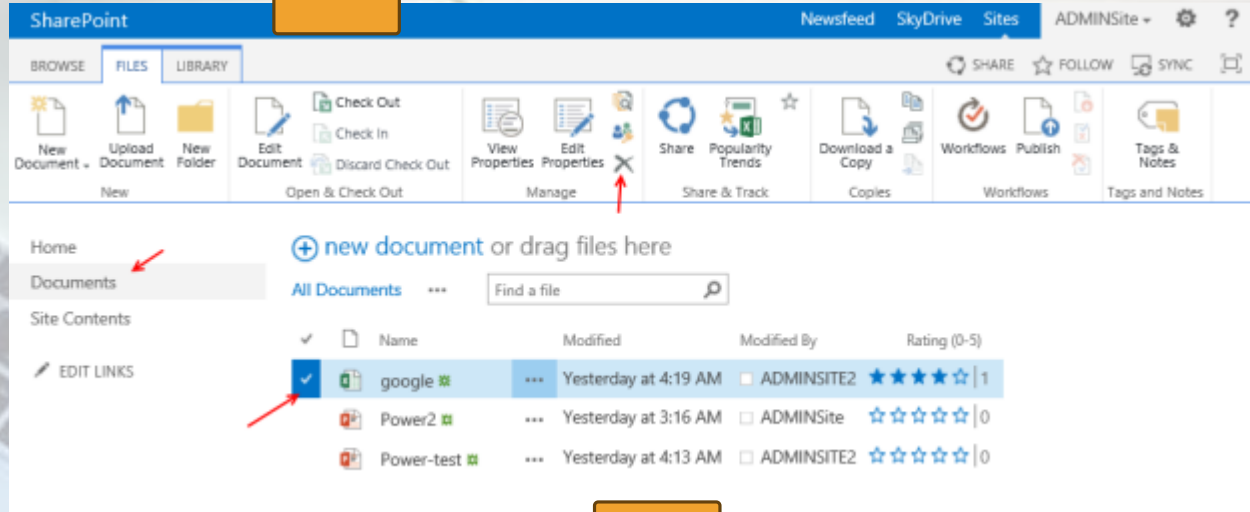 SharePoint
Newsfeed SkyDrive Sites ADMINSite ?
BROWSE FILES LIBRARY
SHARE FOLLOW SYNC
New Document
Upload Document
New Folder
New
Edit Document
Check Out
Check In
Discard Check Out
Open & Check Out
View Properties
Edit Properties
Manage
Share
Popularity Trends
Share & Track
Download a Copy
Copies
Workflows
Publish
Workflows
Tags & Notes
Tags and Notes
Home
Documents
Site Contents
EDIT LINKS
new document or drag files here
All Documents ••• Find a file
Name Modified Modified By Rating (0-5)
google ••• Yesterday at 4:19 AM ADMINSITE2 1
Power2 ••• Yesterday at 3:16 AM ADMINSite 0
Power-test ••• Yesterday at 4:13 AM ADMINSITE2 0